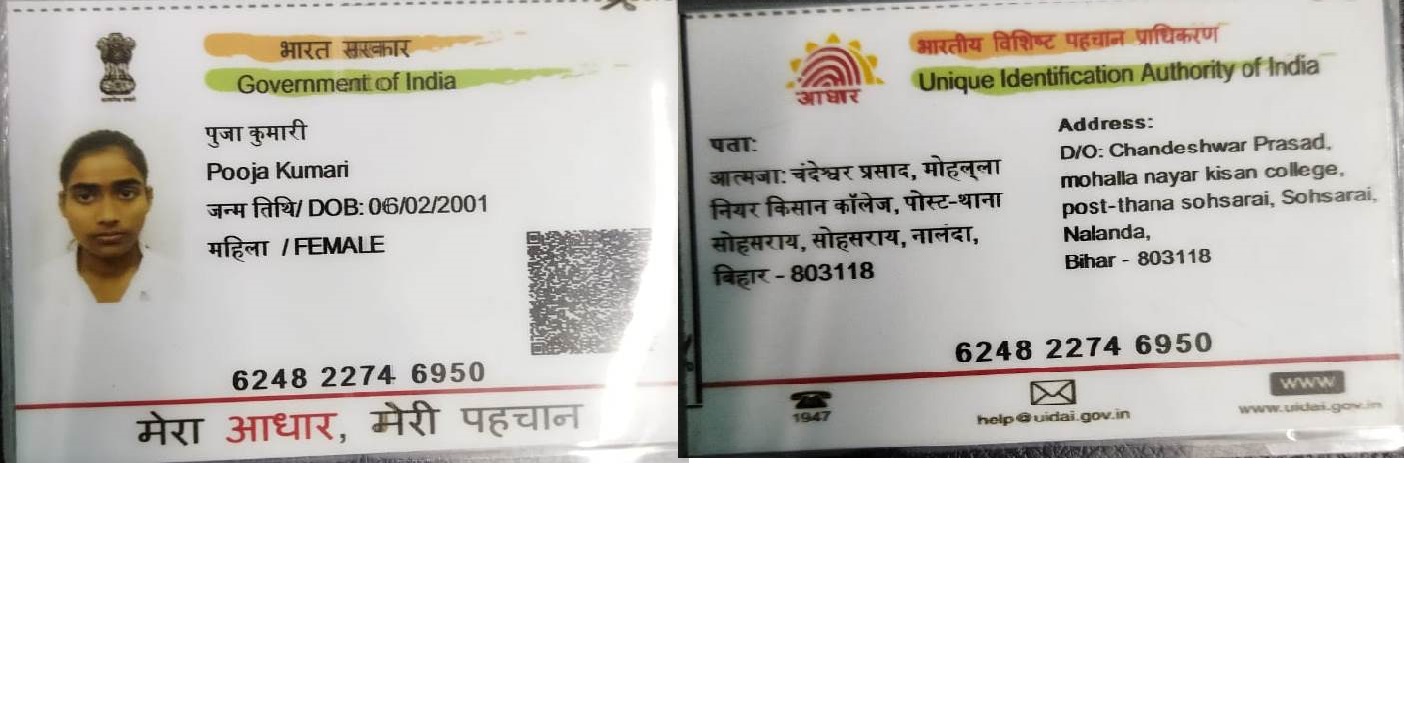 भारत सरकार
Government of India
पुजा कुमारी
Pooja Kumari
जन्म तिथि/ DOB: 06/02/2001
महिला / FEMALE
6248 2274 6950
मेरा आधार, मेरी पहचान
भारतीय विशिष्ट पहचान प्राधिकरण
Unique Identification Authority of India
आधार
पता:
आत्मजा: चंदेश्वर प्रसाद, मोहल्ला
नियर किसान कॉलेज, पोस्ट-थाना
सोहसराय, सोहसराय, नालंदा,
बिहार - 803118
Address:
D/O: Chandeshwar Prasad,
mohalla nayar kisan college,
post-thana sohsarai, Sohsarai,
Nalanda,
Bihar - 803118
6248 2274 6950
1947
help@uidai.gov.in
www
www.uidai.gov.in